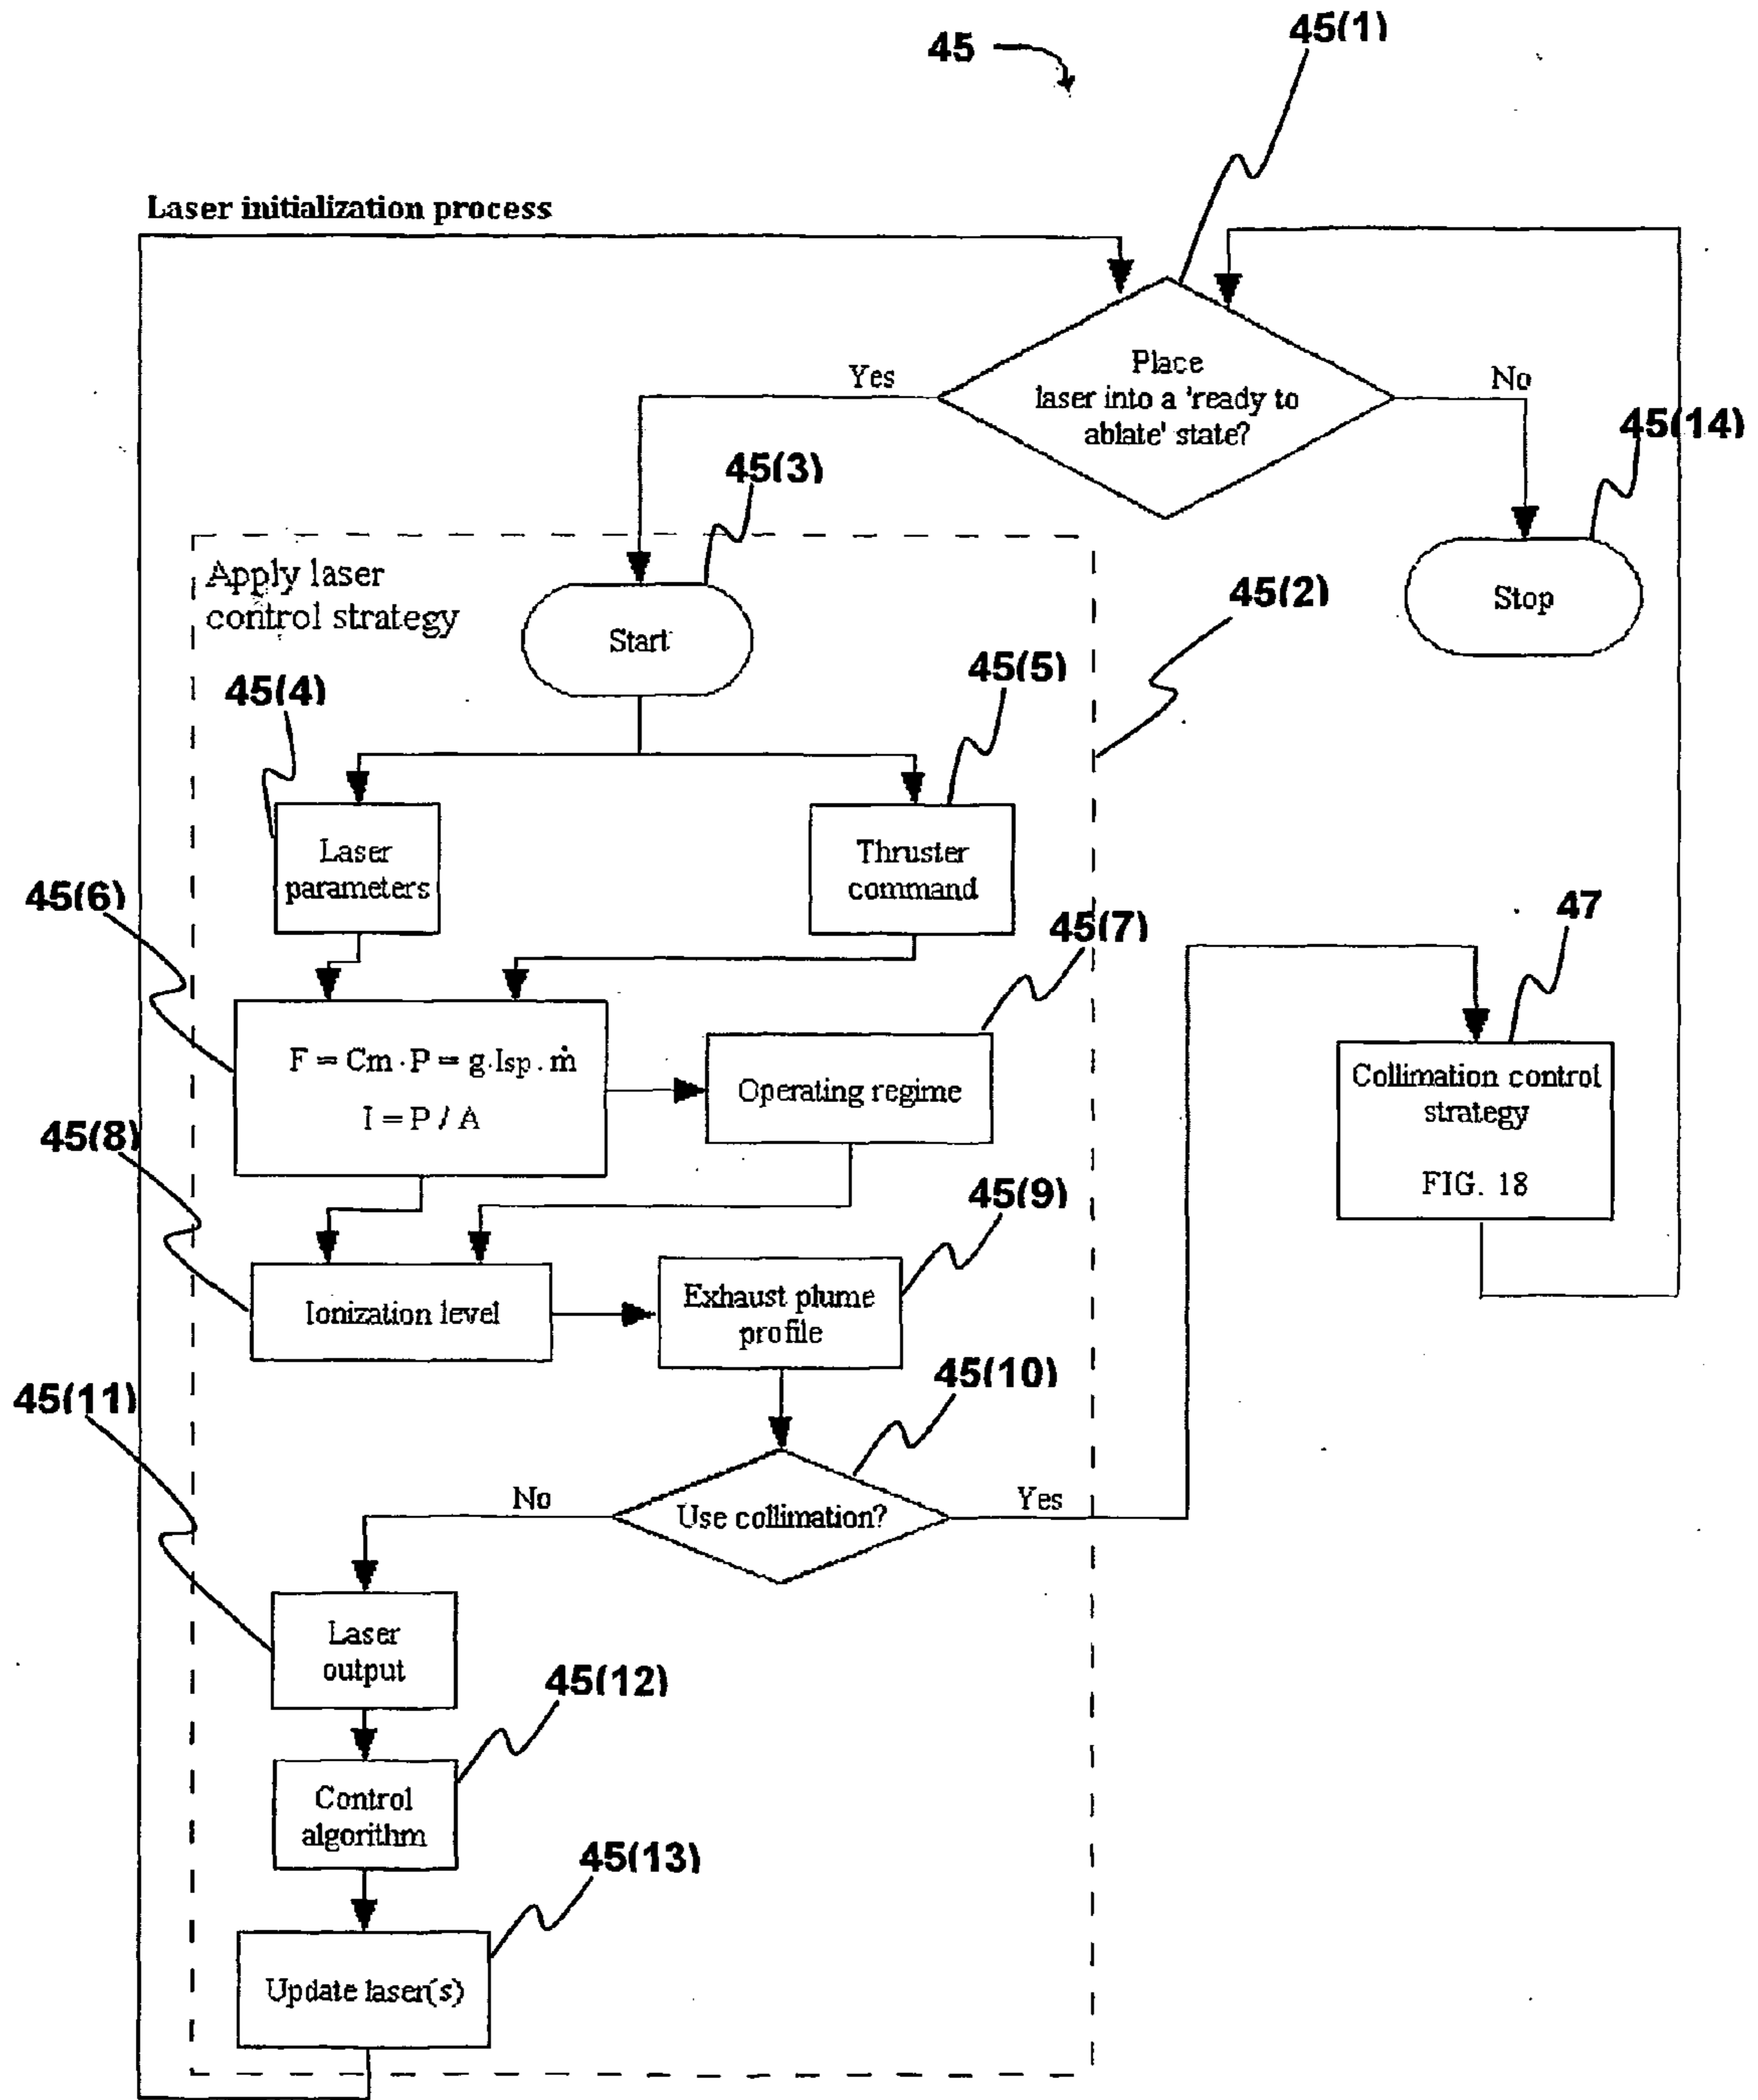 45
45(1)
Laser initialization process
Place
laser into a 'ready to
ablate' state?
Yes
No
45(14)
Stop
45(3)
Apply laser
control strategy
Start
45(2)
45(4)
45(5)
Laser
parameters
Thruster
command
45(6)
45(7)
47
F = Cm · P = g.Isp . ṁ
I = P / A
Operating regime
Collimation control
strategy
FIG. 18
45(8)
45(9)
Ionization level
Exhaust plume
profile
45(10)
45(11)
No
Use collimation?
Yes
Laser
output
45(12)
Control
algorithm
45(13)
Update laser(s)